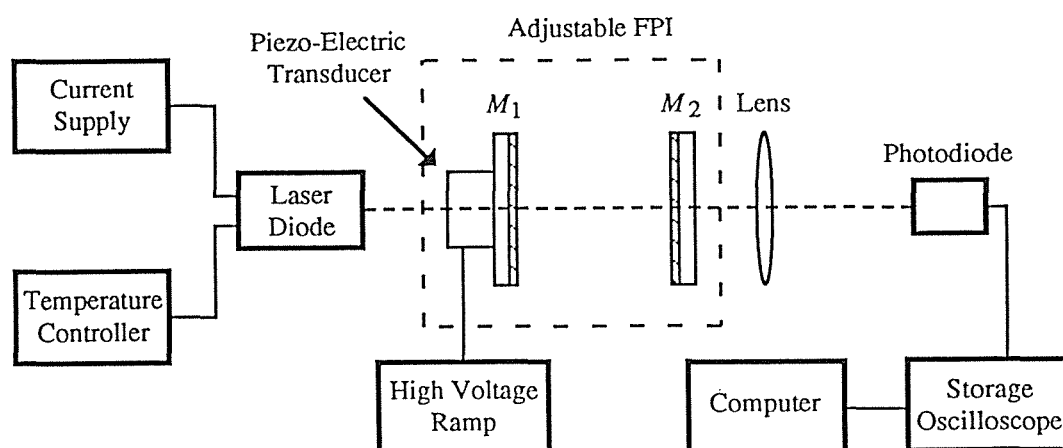 Adjustable FPI
Piezo-Electric
Transducer
Current
Supply
M1
M2
Lens
Photodiode
Laser
Diode
Temperature
Controller
High Voltage
Ramp
Computer
Storage
Oscilloscope